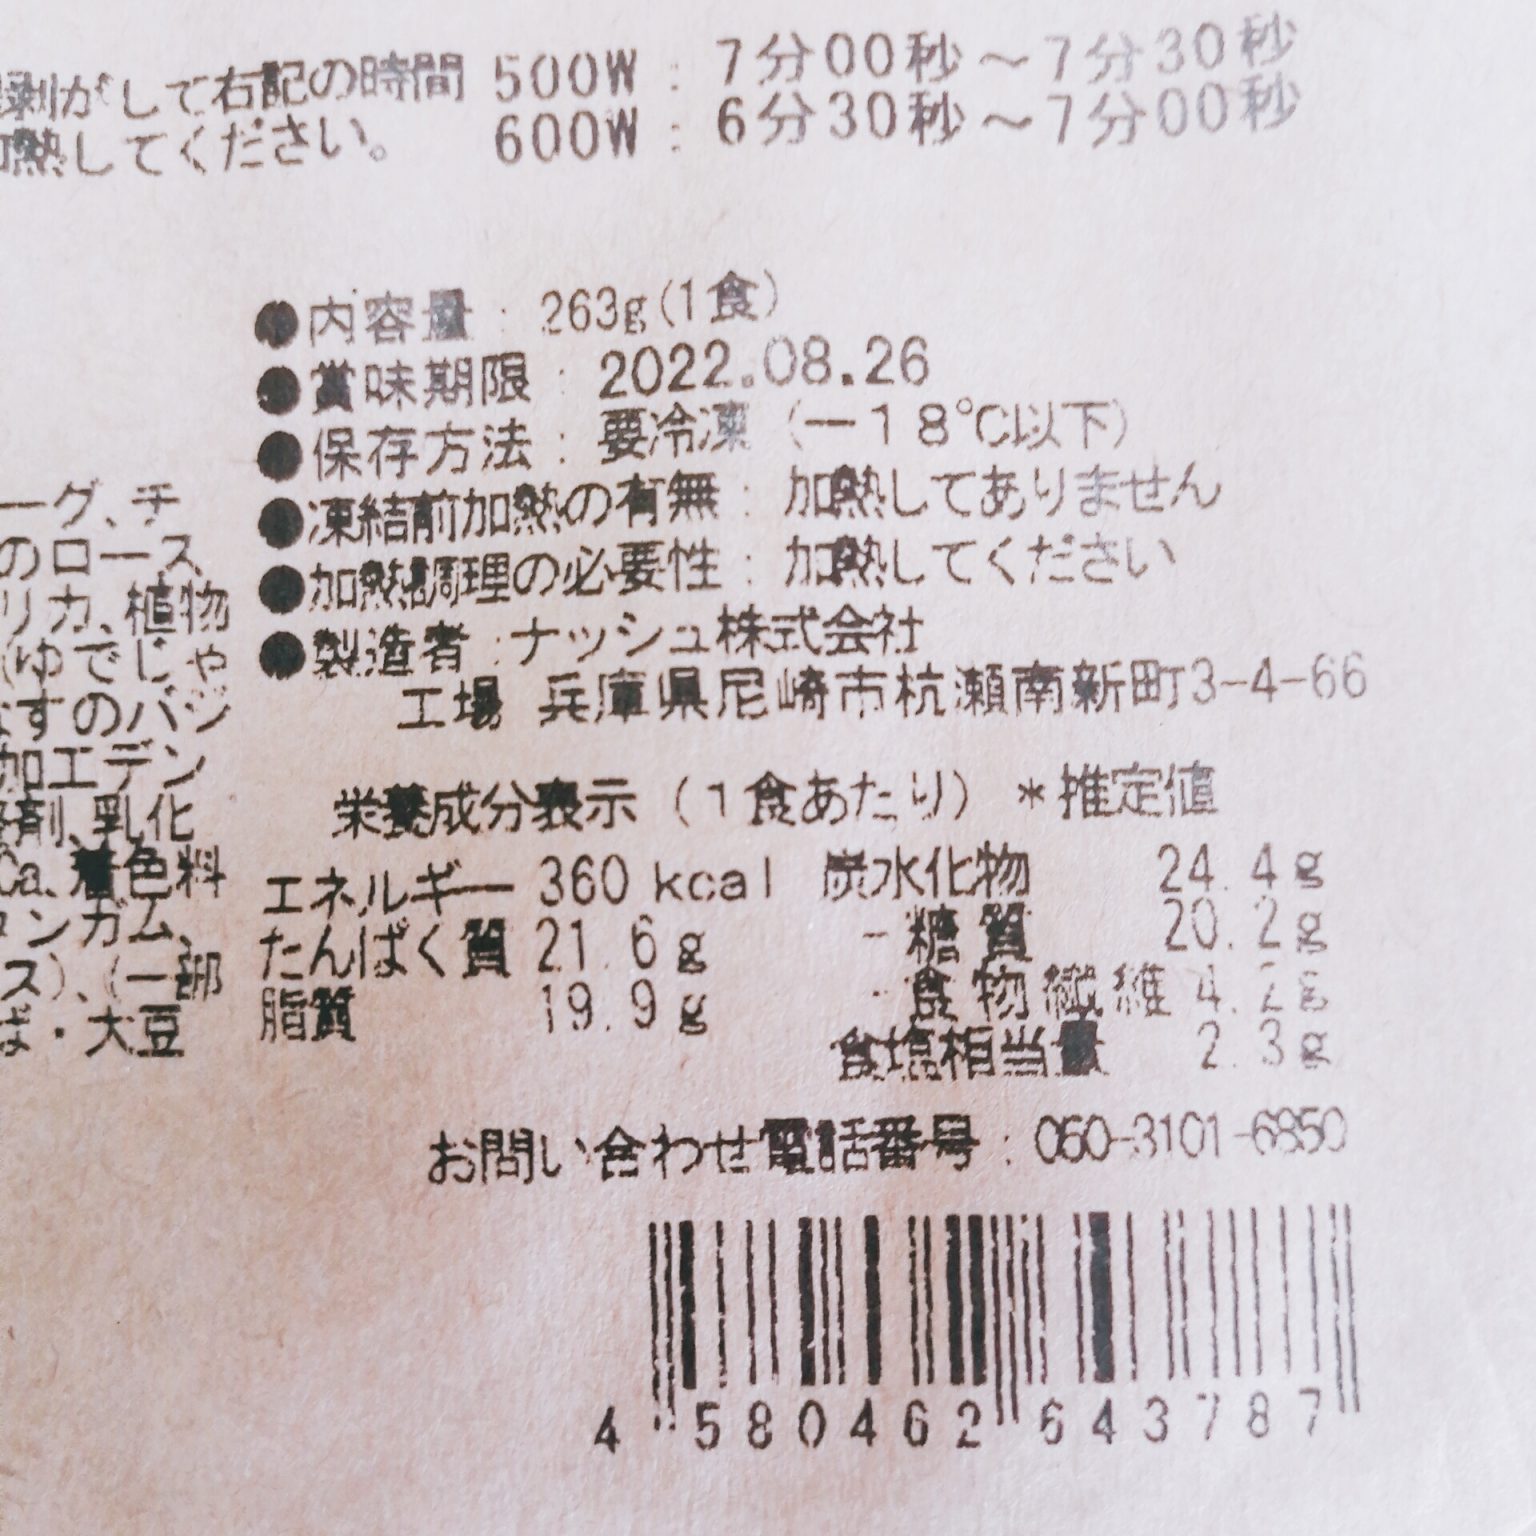 剥がして右記の時間 500W : 7分00秒～7分30秒
加熱してください。 600W : 6分30秒～7分00秒
●内容量 : 263g(1食)
●賞味期限 : 2022.08.26
●保存方法 : 要冷凍 (－18℃以下)
●凍結前加熱の有無 : 加熱してありません
●加熱調理の必要性 : 加熱してください
●製造者 : ナッシュ株式会社
工場 兵庫県尼崎市杭瀬南新町3-4-66
ーグ、チ
のロース
リカ、植物
(ゆでじゃ
なすのバジ
加工デン
剤、乳化
Ca、着色料
ンガム、
ス)、(一部
ば・大豆
栄養成分表示 (1食あたり) *推定値
エネルギー 360 kcal 炭水化物 24.4g
たんぱく質 21.6g -糖質 20.2g
脂質 19.9g -食物繊維 4.2g
食塩相当量 2.3g
お問い合わせ電話番号 : 050-3101-6850
4 580462 643787